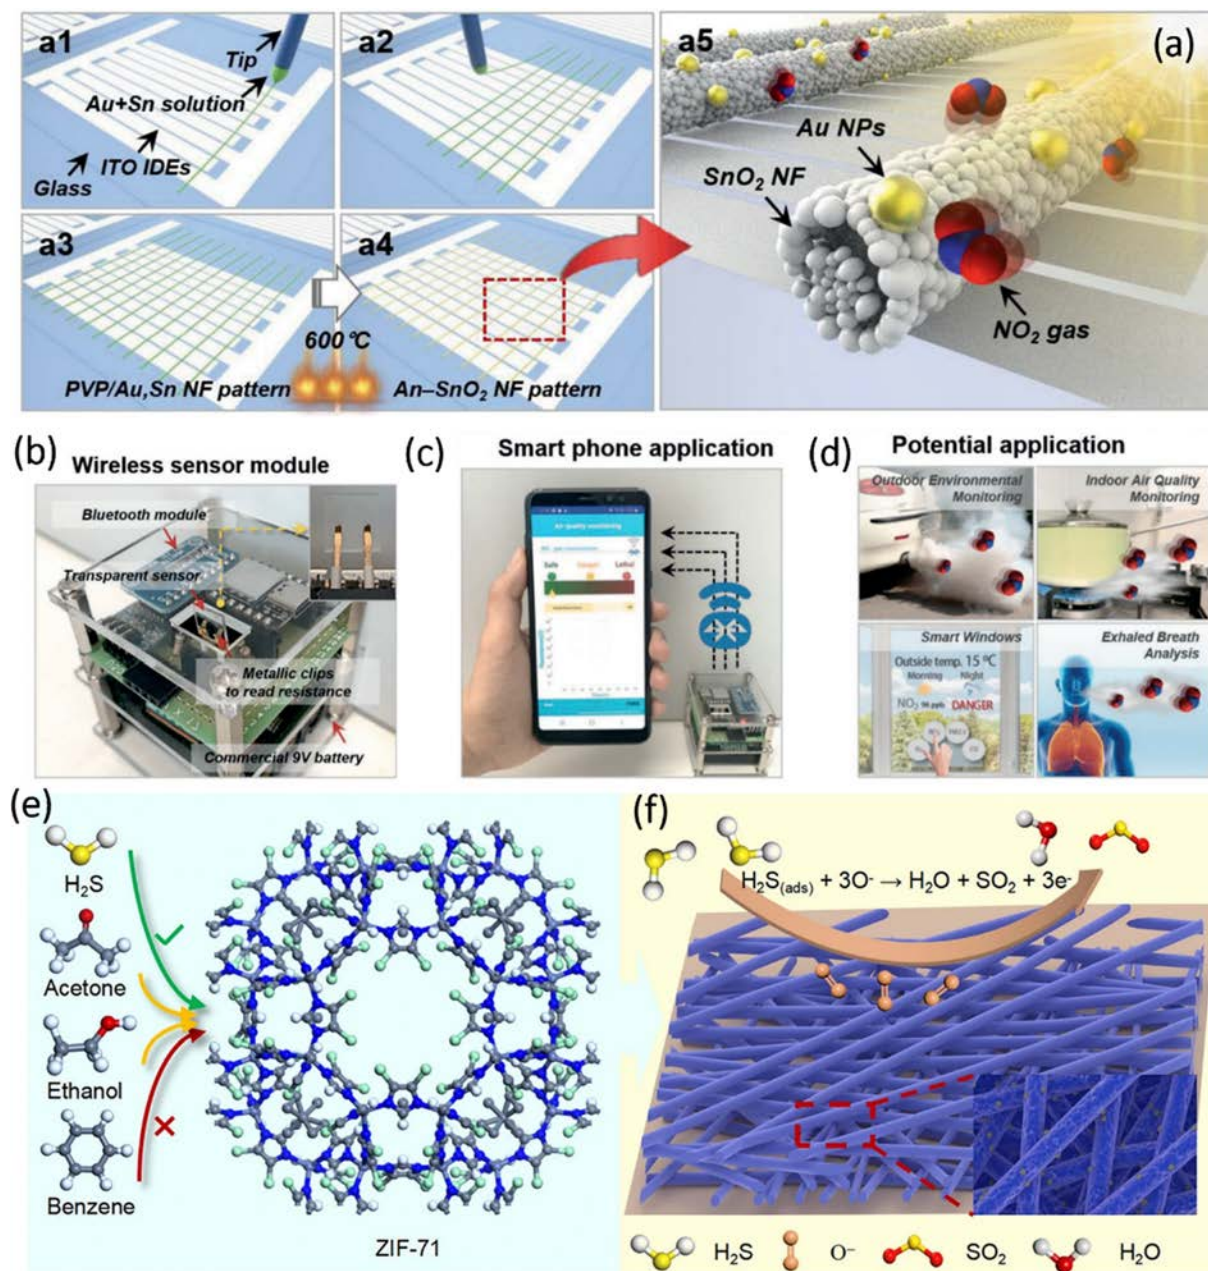 a1
Tip
Au+Sn solution
ITO IDEs
Glass
a2
a3
PVP/Au,Sn NF pattern
600℃
a4
An–SnO₂ NF pattern
a5
(a)
Au NPs
SnO₂ NF
NO₂ gas
(b)
Wireless sensor module
Bluetooth module
Transparent sensor
Metallic clips
to read resistance
Commercial 9V battery
(c)
Smart phone application
Air quality monitoring
Safe
Lethal
(d)
Potential application
Outdoor Environmental
Monitoring
Indoor Air Quality
Monitoring
Smart Windows
Outside temp. 15 ℃
Morning
Night
DANGER
Exhaled Breath
Analysis
(e)
H₂S
Acetone
Ethanol
Benzene
ZIF-71
(f)
H₂S₍ads₎ + 3O⁻ → H₂O + SO₂ + 3e⁻
H₂S
O⁻
SO₂
H₂O